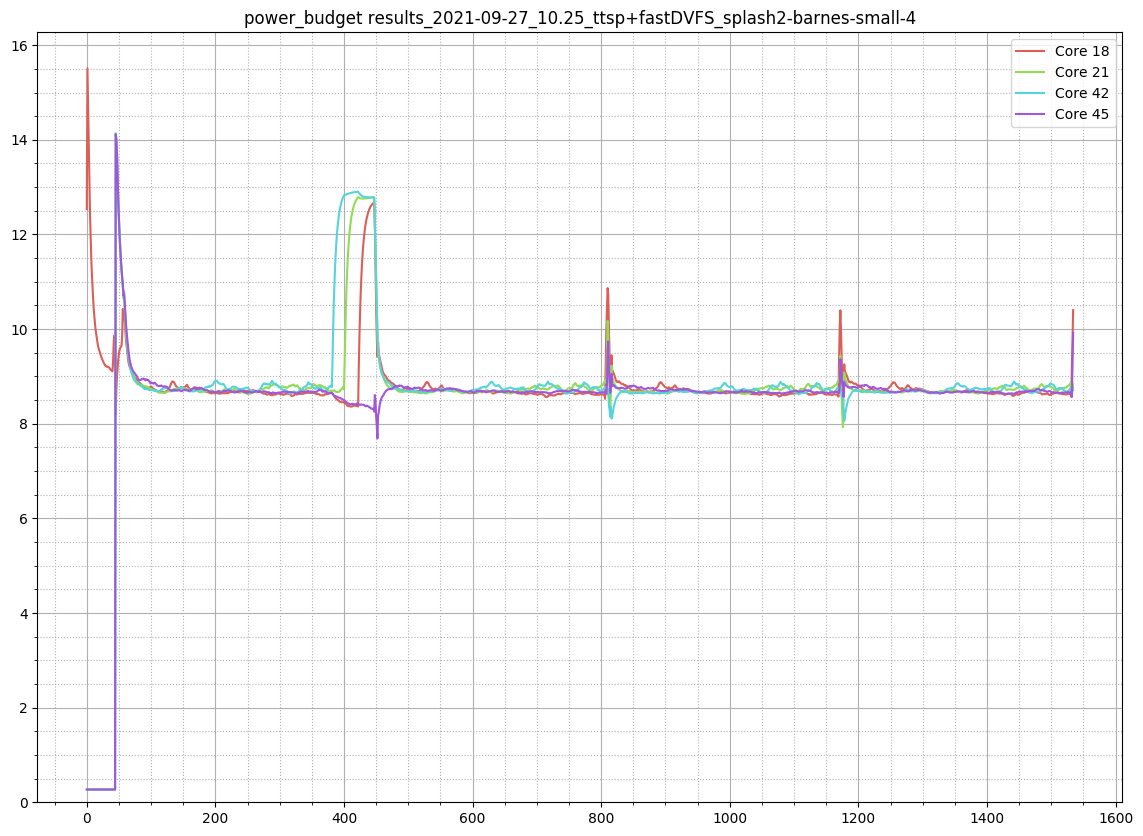 power_budget results_2021-09-27_10.25_ttsp+fastDVFS_splash2-barnes-small-4
Core 18
Core 21
Core 42
Core 45
16
14
12
10
8
6
4
2
0
0 200 400 600 800 1000 1200 1400 1600